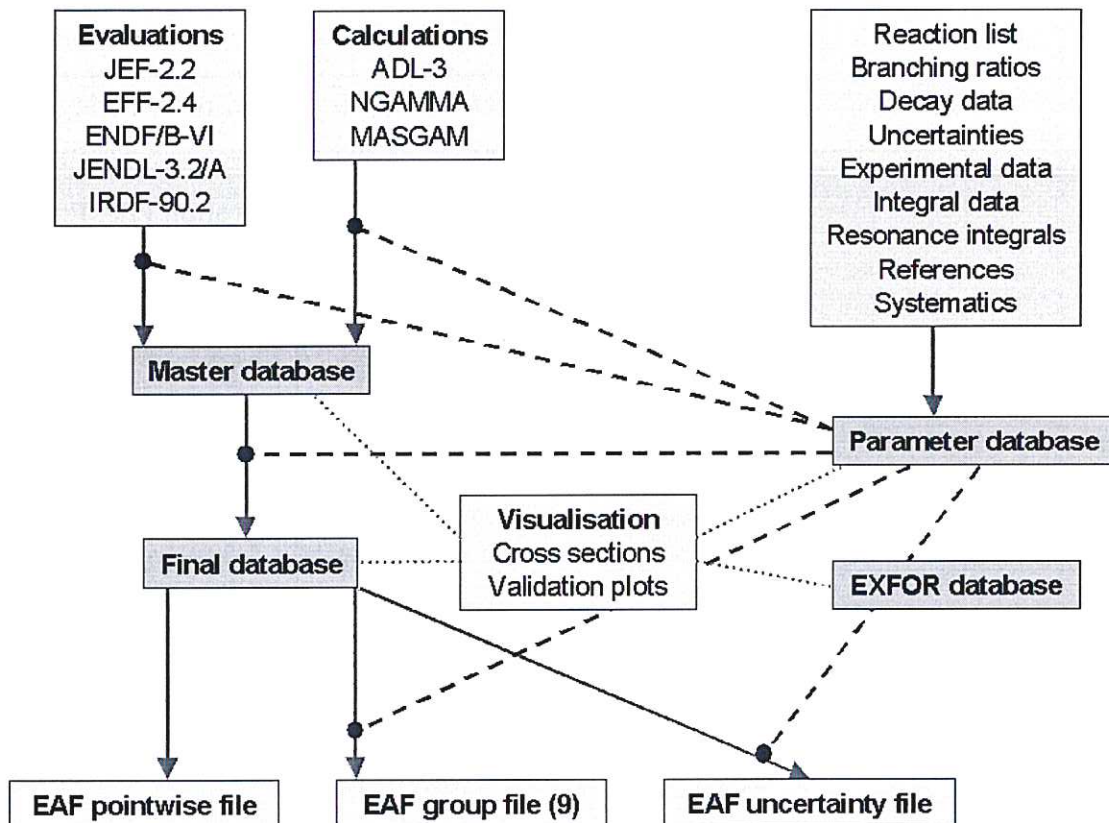 Evaluations
JEF-2.2
EFF-2.4
ENDF/B-VI
JENDL-3.2/A
IRDF-90.2
Calculations
ADL-3
NGAMMA
MASGAM
Reaction list
Branching ratios
Decay data
Uncertainties
Experimental data
Integral data
Resonance integrals
References
Systematics
Master database
Parameter database
Visualisation
Cross sections
Validation plots
Final database
EXFOR database
EAF pointwise file
EAF group file (9)
EAF uncertainty file